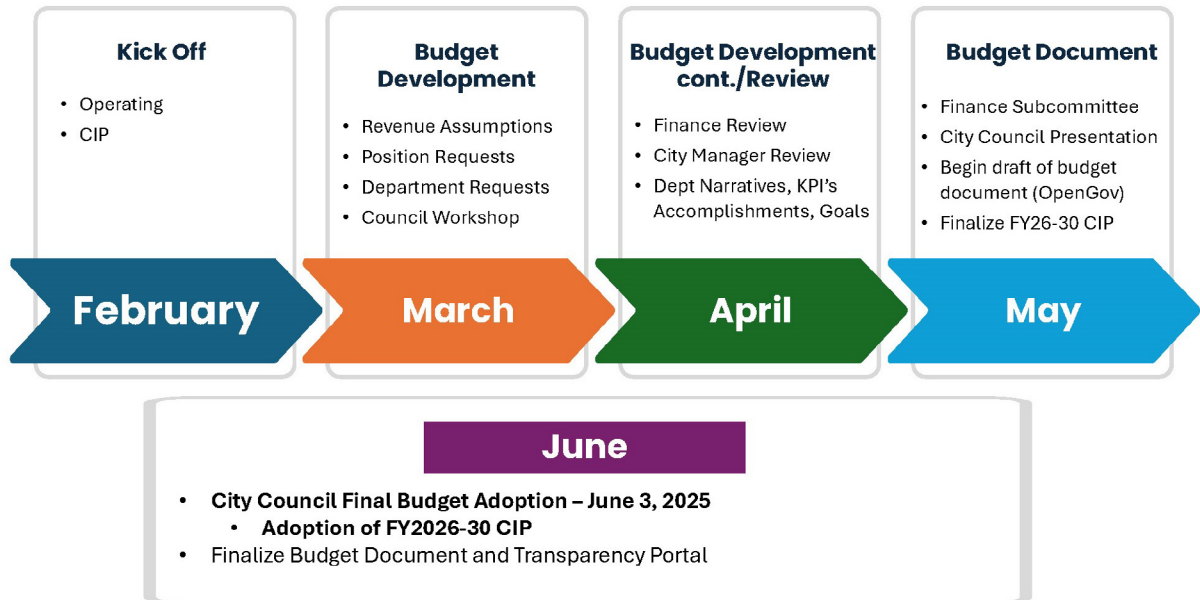 Kick Off
• Operating
• CIP
February
Budget
Development
• Revenue Assumptions
• Position Requests
• Department Requests
• Council Workshop
March
Budget Development
cont./Review
• Finance Review
• City Manager Review
• Dept Narratives, KPI's
Accomplishments, Goals
April
Budget Document
• Finance Subcommittee
• City Council Presentation
• Begin draft of budget
document (OpenGov)
• Finalize FY26-30 CIP
May
June
• City Council Final Budget Adoption – June 3, 2025
• Adoption of FY2026-30 CIP
• Finalize Budget Document and Transparency Portal